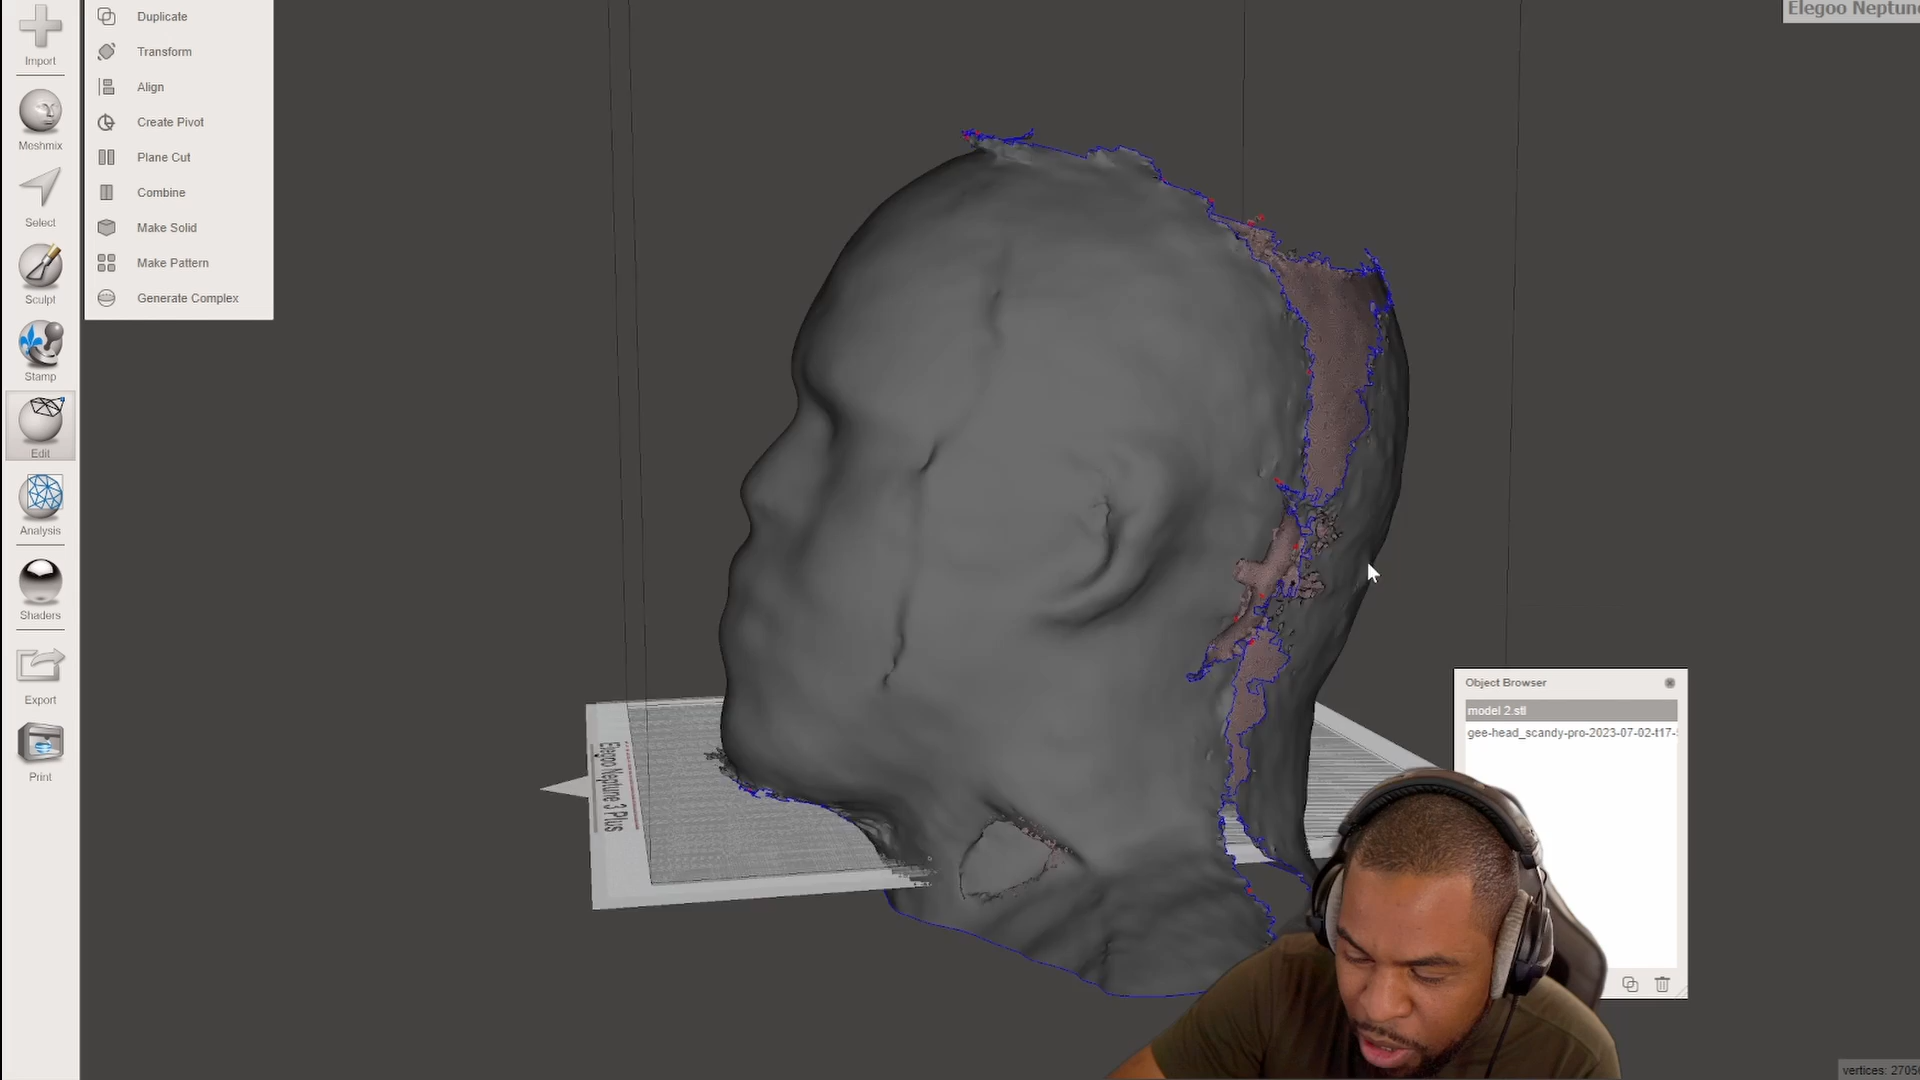 Import
Meshmix
Select
Sculpt
Stamp
Edit
Analysis
Shaders
Export
Print
Duplicate
Transform
Align
Create Pivot
Plane Cut
Combine
Make Solid
Make Pattern
Generate Complex
Elegoo Neptune
Elegoo Neptune 3 Plus
Object Browser
model 2.stl
gee-head_scandy-pro-2023-07-02-t17-
vertices: 2705